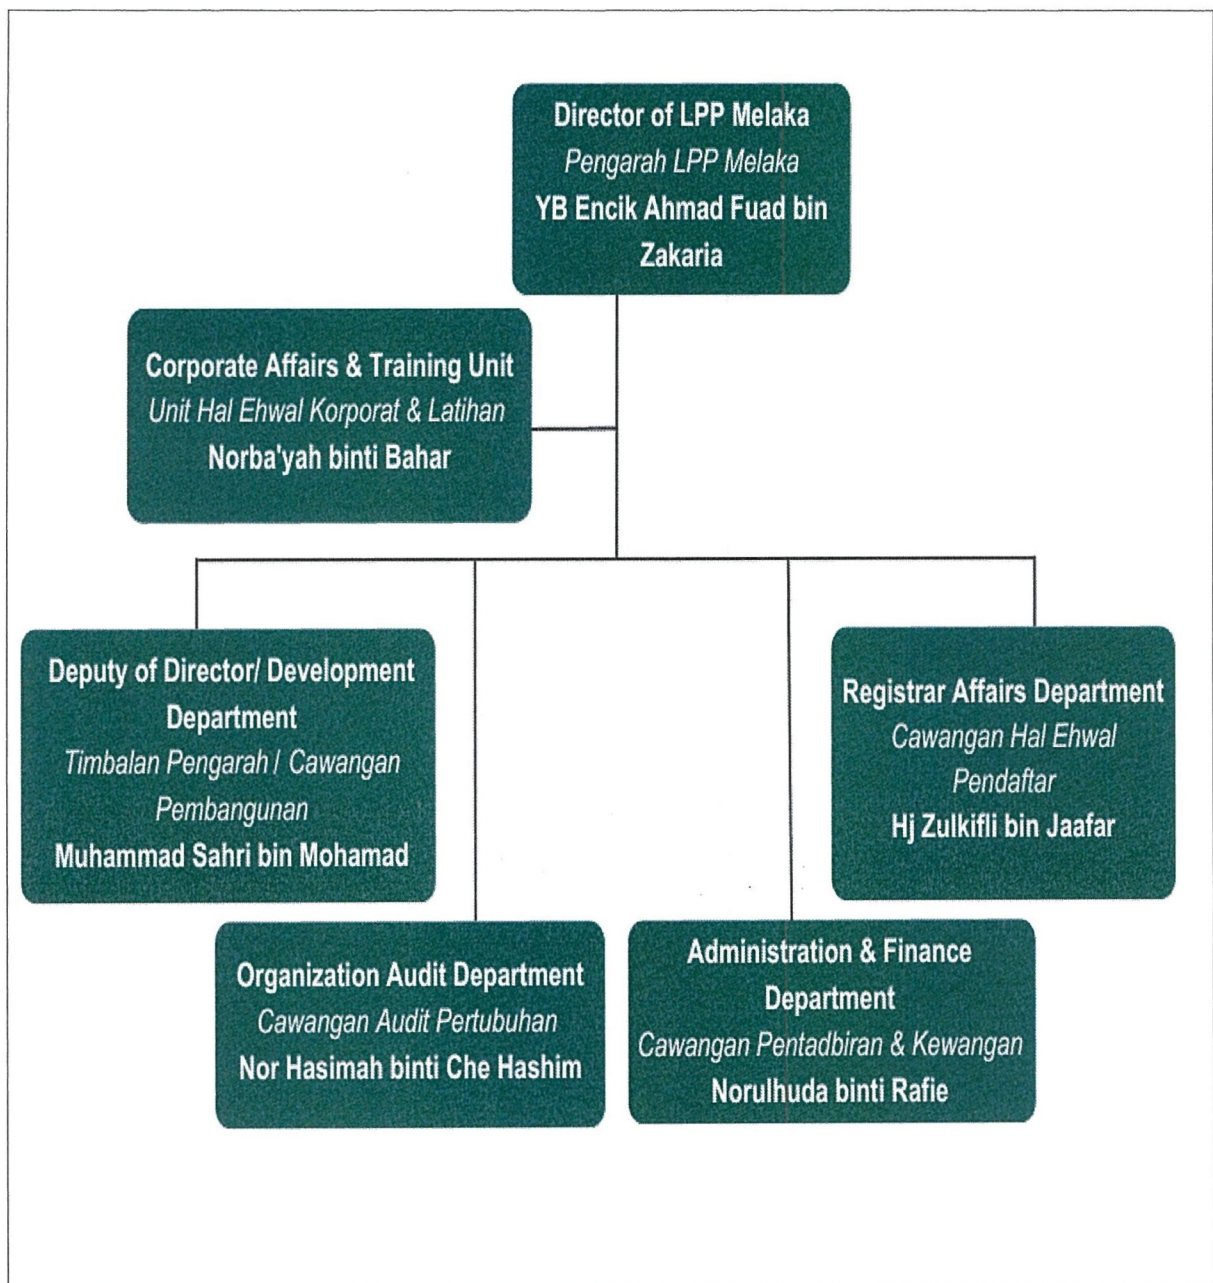 Director of LPP Melaka
Pengarah LPP Melaka
YB Encik Ahmad Fuad bin
Zakaria
Corporate Affairs & Training Unit
Unit Hal Ehwal Korporat & Latihan
Norba'yah binti Bahar
Deputy of Director/ Development
Department
Timbalan Pengarah / Cawangan
Pembangunan
Muhammad Sahri bin Mohamad
Registrar Affairs Department
Cawangan Hal Ehwal
Pendaftar
Hj Zulkifli bin Jaafar
Organization Audit Department
Cawangan Audit Pertubuhan
Nor Hasimah binti Che Hashim
Administration & Finance
Department
Cawangan Pentadbiran & Kewangan
Norulhuda binti Rafie